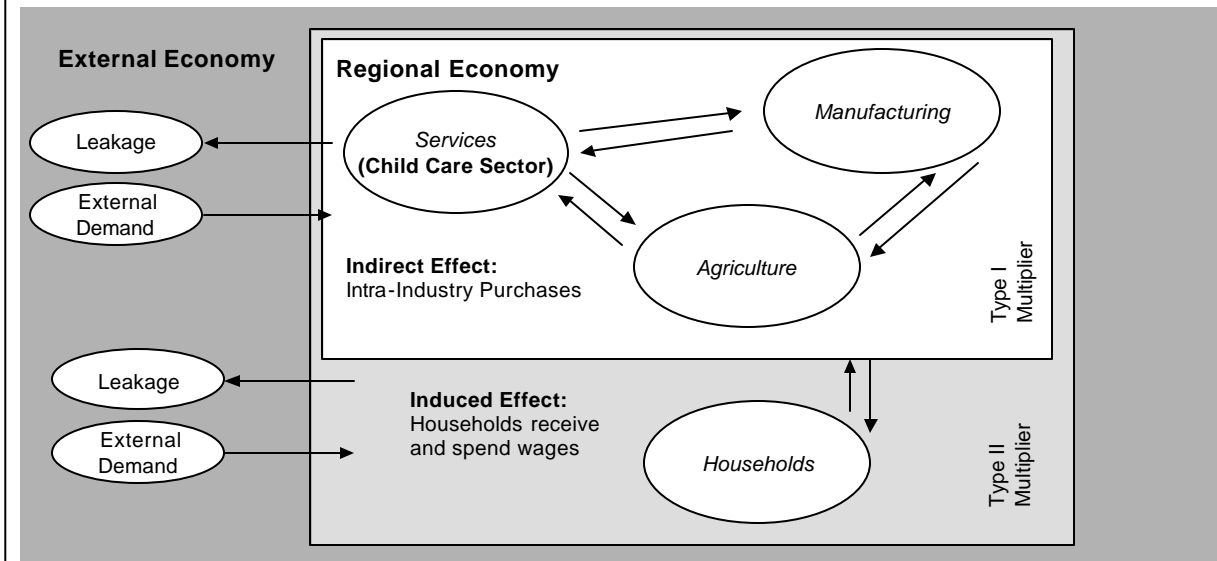 External Economy
Regional Economy
Leakage
External
Demand
Services
(Child Care Sector)
Manufacturing
Agriculture
Indirect Effect:
Intra-Industry Purchases
Type I
Multiplier
Leakage
External
Demand
Induced Effect:
Households receive
and spend wages
Households
Type II
Multiplier